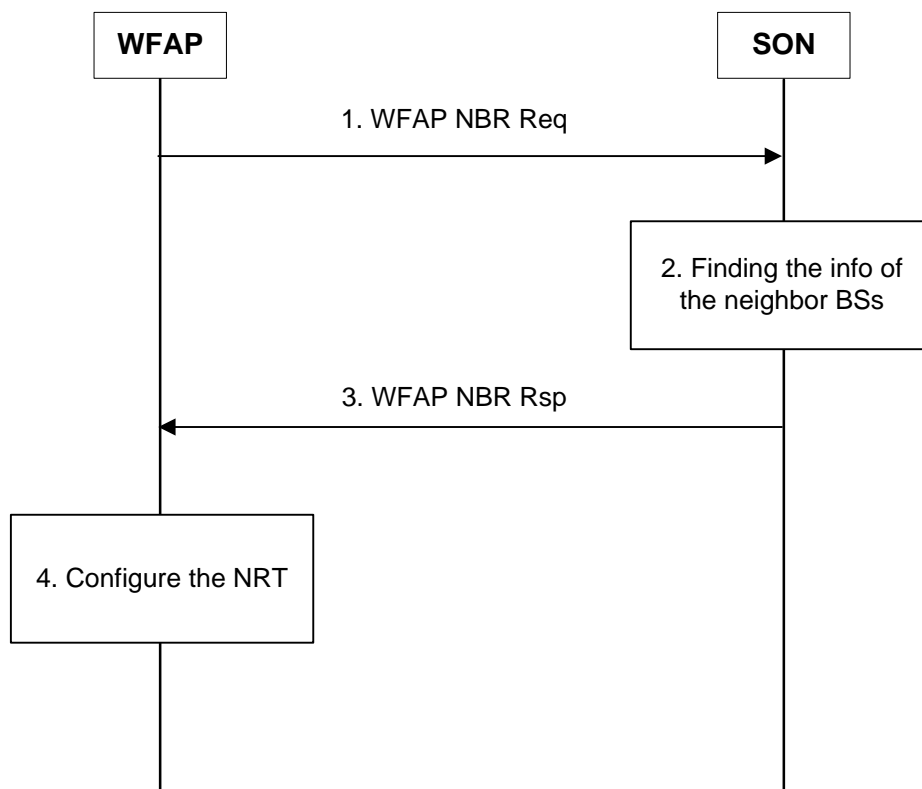 WFAP
SON
1. WFAP NBR Req
2. Finding the info of
the neighbor BSs
3. WFAP NBR Rsp
4. Configure the NRT